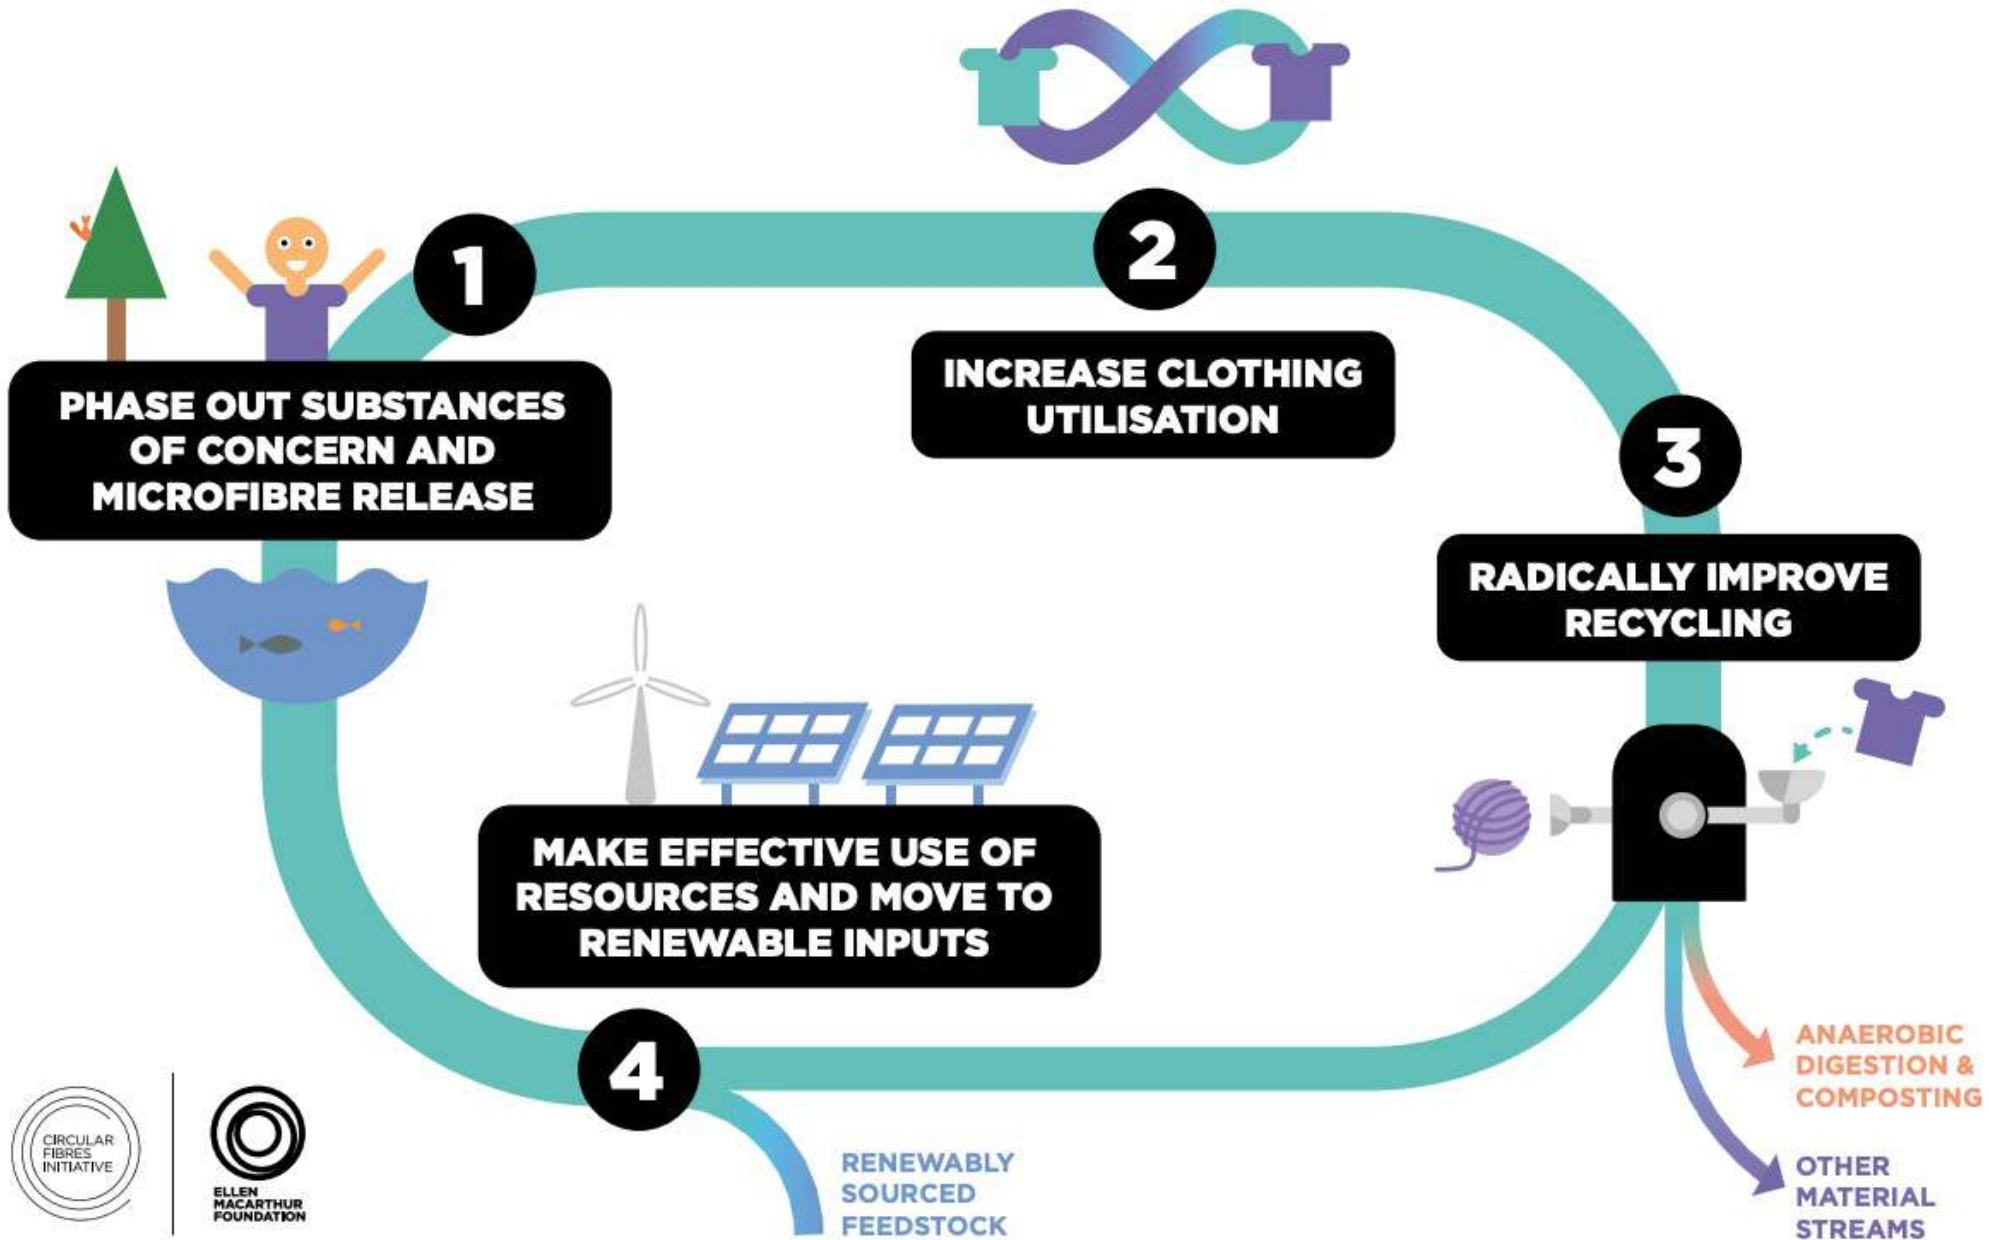 1
PHASE OUT SUBSTANCES
OF CONCERN AND
MICROFIBRE RELEASE
2
INCREASE CLOTHING
UTILISATION
3
RADICALLY IMPROVE
RECYCLING
MAKE EFFECTIVE USE OF
RESOURCES AND MOVE TO
RENEWABLE INPUTS
4
ANAEROBIC
DIGESTION &
COMPOSTING
OTHER
MATERIAL
STREAMS
RENEWABLY
SOURCED
FEEDSTOCK
CIRCULAR
FIBRES
INITIATIVE
ELLEN
MACARTHUR
FOUNDATION